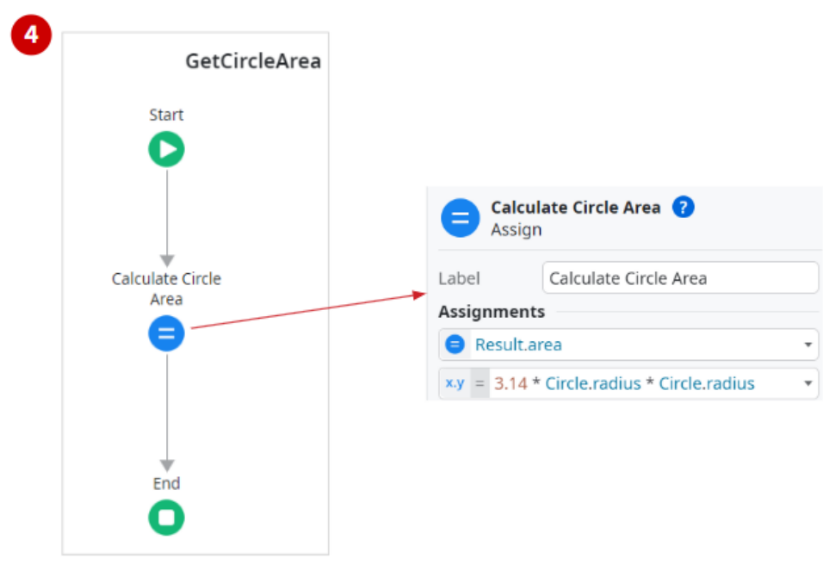 4
GetCircleArea
Start
Calculate Circle
Area
End
Calculate Circle Area ?
Assign
Label Calculate Circle Area
Assignments
= Result.area
x.y = 3.14 * Circle.radius * Circle.radius